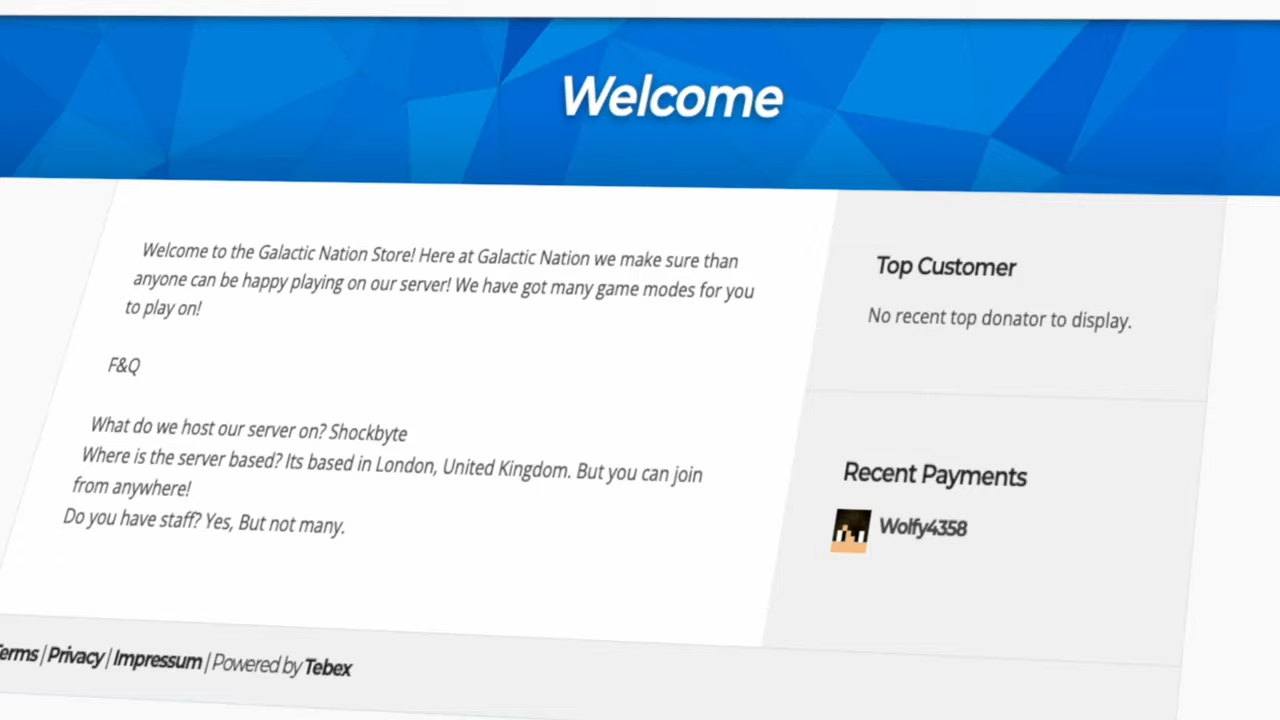 Welcome
Welcome to the Galactic Nation Store! Here at Galactic Nation we make sure than
anyone can be happy playing on our server! We have got many game modes for you
to play on!
F&Q
What do we host our server on? Shockbyte
Where is the server based? Its based in London, United Kingdom. But you can join
from anywhere!
Do you have staff? Yes, But not many.
Top Customer
No recent top donator to display.
Recent Payments
Wolfy4358
Terms | Privacy | Impressum | Powered by Tebex